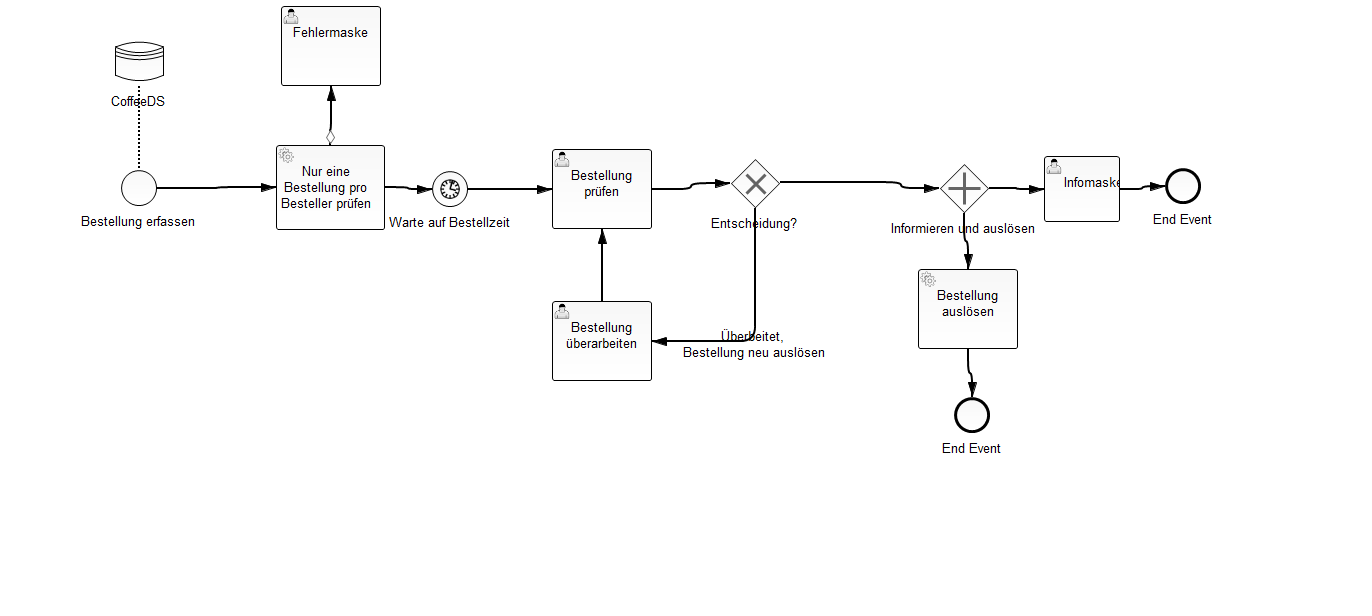 Fehlermaske
CoffeeDS
Bestellung erfassen
Nur eine
Bestellung pro
Besteller prüfen
Warte auf Bestellzeit
Bestellung
prüfen
Entscheidung?
Informieren und auslösen
Infomaske
End Event
Bestellung
überarbeiten
Überbeitet,
Bestellung neu auslösen
Bestellung
auslösen
End Event